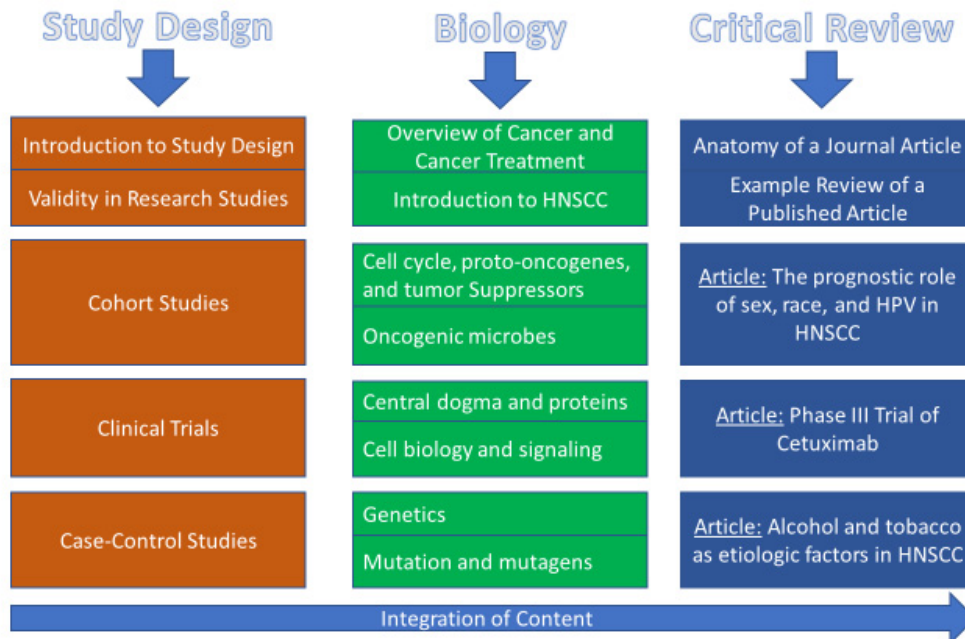 Study Design
Biology
Critical Review
Introduction to Study Design
Validity in Research Studies
Overview of Cancer and
Cancer Treatment
Introduction to HNSCC
Anatomy of a Journal Article
Example Review of a
Published Article
Cohort Studies
Cell cycle, proto-oncogenes,
and tumor Suppressors
Oncogenic microbes
Article: The prognostic role
of sex, race, and HPV in
HNSCC
Clinical Trials
Central dogma and proteins
Cell biology and signaling
Article: Phase III Trial of
Cetuximab
Case-Control Studies
Genetics
Mutation and mutagens
Article: Alcohol and tobacco
as etiologic factors in HNSCC
Integration of Content